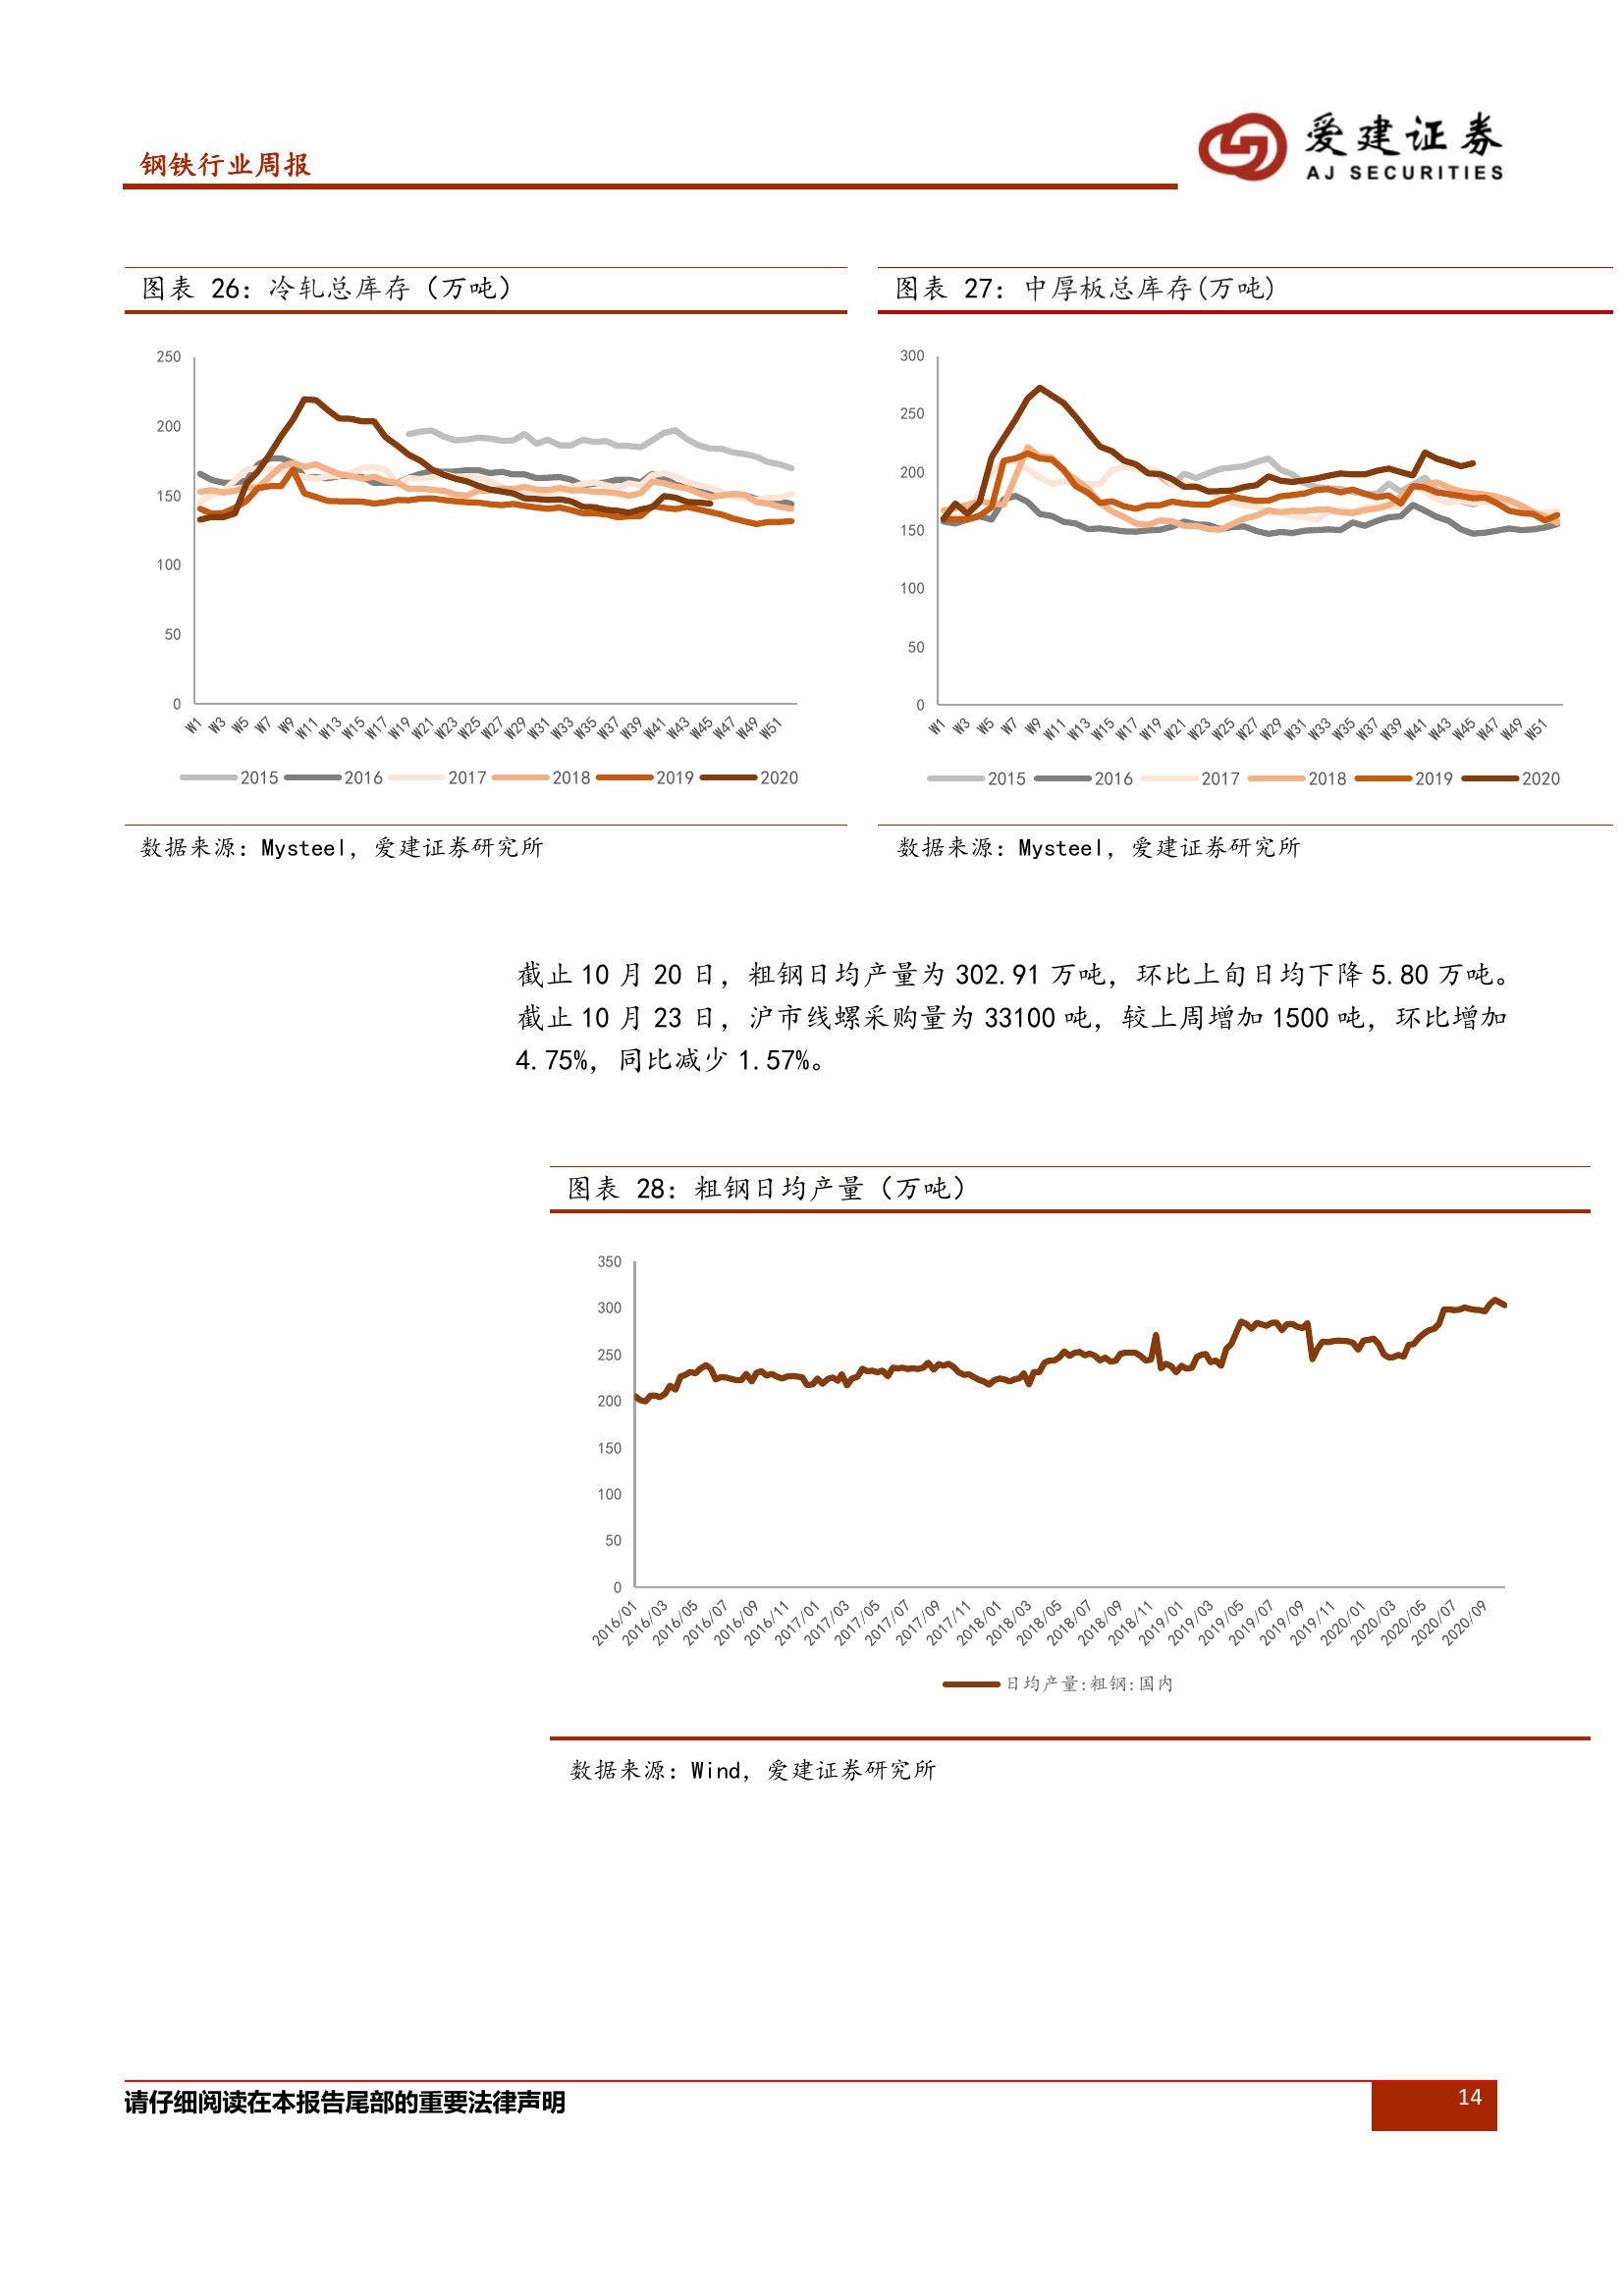 钢铁行业周报
爱建证券
AJ SECURITIES
图表 26：冷轧总库存（万吨）
250
200
150
100
50
0
W1 W3 W5 W7 W9 W11 W13 W15 W17 W19 W21 W23 W25 W27 W29 W31 W33 W35 W37 W39 W41 W43 W45 W47 W49 W51
2015 2016 2017 2018 2019 2020
数据来源：Mysteel，爱建证券研究所
图表 27：中厚板总库存(万吨)
300
250
200
150
100
50
0
W1 W3 W5 W7 W9 W11 W13 W15 W17 W19 W21 W23 W25 W27 W29 W31 W33 W35 W37 W39 W41 W43 W45 W47 W49 W51
2015 2016 2017 2018 2019 2020
数据来源：Mysteel，爱建证券研究所
截止 10 月 20 日，粗钢日均产量为 302.91 万吨，环比上旬日均下降 5.80 万吨。
截止 10 月 23 日，沪市线螺采购量为 33100 吨，较上周增加 1500 吨，环比增加
4.75%，同比减少 1.57%。
图表 28：粗钢日均产量（万吨）
350
300
250
200
150
100
50
0
2016/01 2016/03 2016/05 2016/07 2016/09 2016/11 2017/01 2017/03 2017/05 2017/07 2017/09 2017/11 2018/01 2018/03 2018/05 2018/07 2018/09 2018/11 2019/01 2019/03 2019/05 2019/07 2019/09 2019/11 2020/01 2020/03 2020/05 2020/07 2020/09
日均产量:粗钢:国内
数据来源：Wind，爱建证券研究所
请仔细阅读在本报告尾部的重要法律声明
14